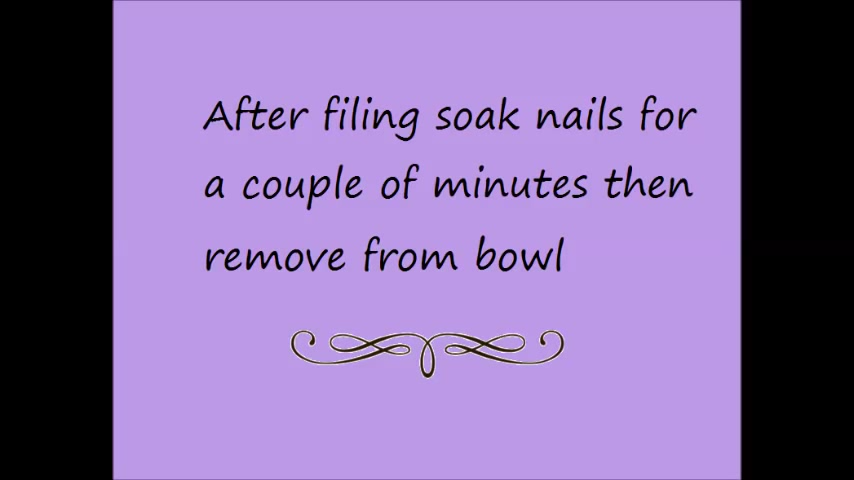 After filing soak nails for
a couple of minutes then
remove from bowl